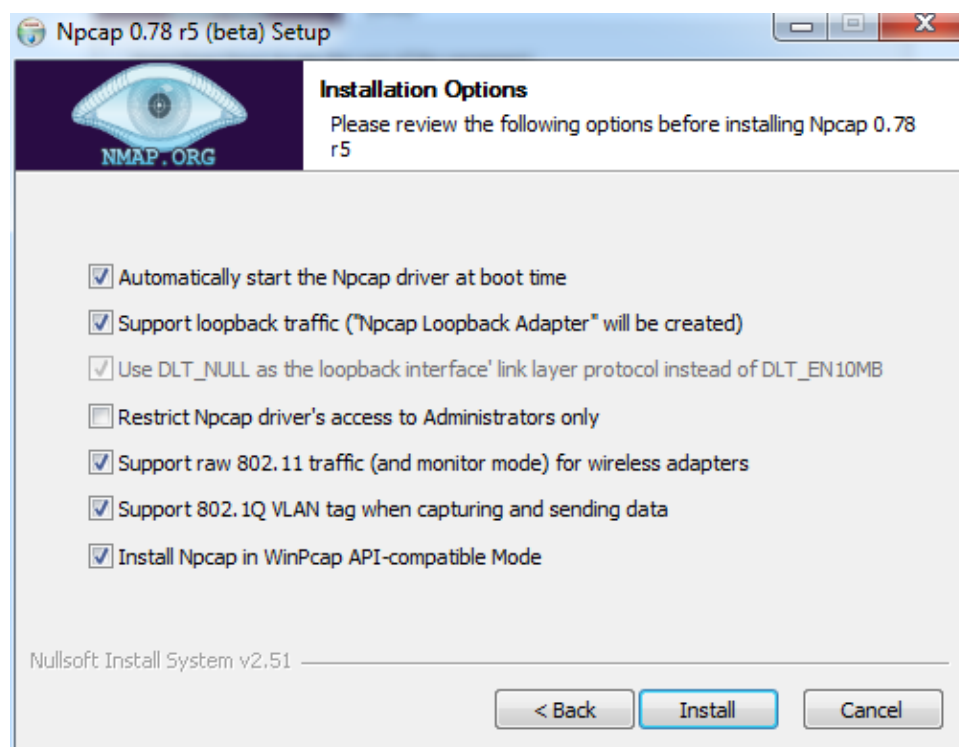 Npcap 0.78 r5 (beta) Setup
NMAP.ORG
Installation Options
Please review the following options before installing Npcap 0.78
r5
Automatically start the Npcap driver at boot time
Support loopback traffic ("Npcap Loopback Adapter" will be created)
Use DLT_NULL as the loopback interface' link layer protocol instead of DLT_EN10MB
Restrict Npcap driver's access to Administrators only
Support raw 802.11 traffic (and monitor mode) for wireless adapters
Support 802.1Q VLAN tag when capturing and sending data
Install Npcap in WinPcap API-compatible Mode
Nullsoft Install System v2.51
< Back
Install
Cancel